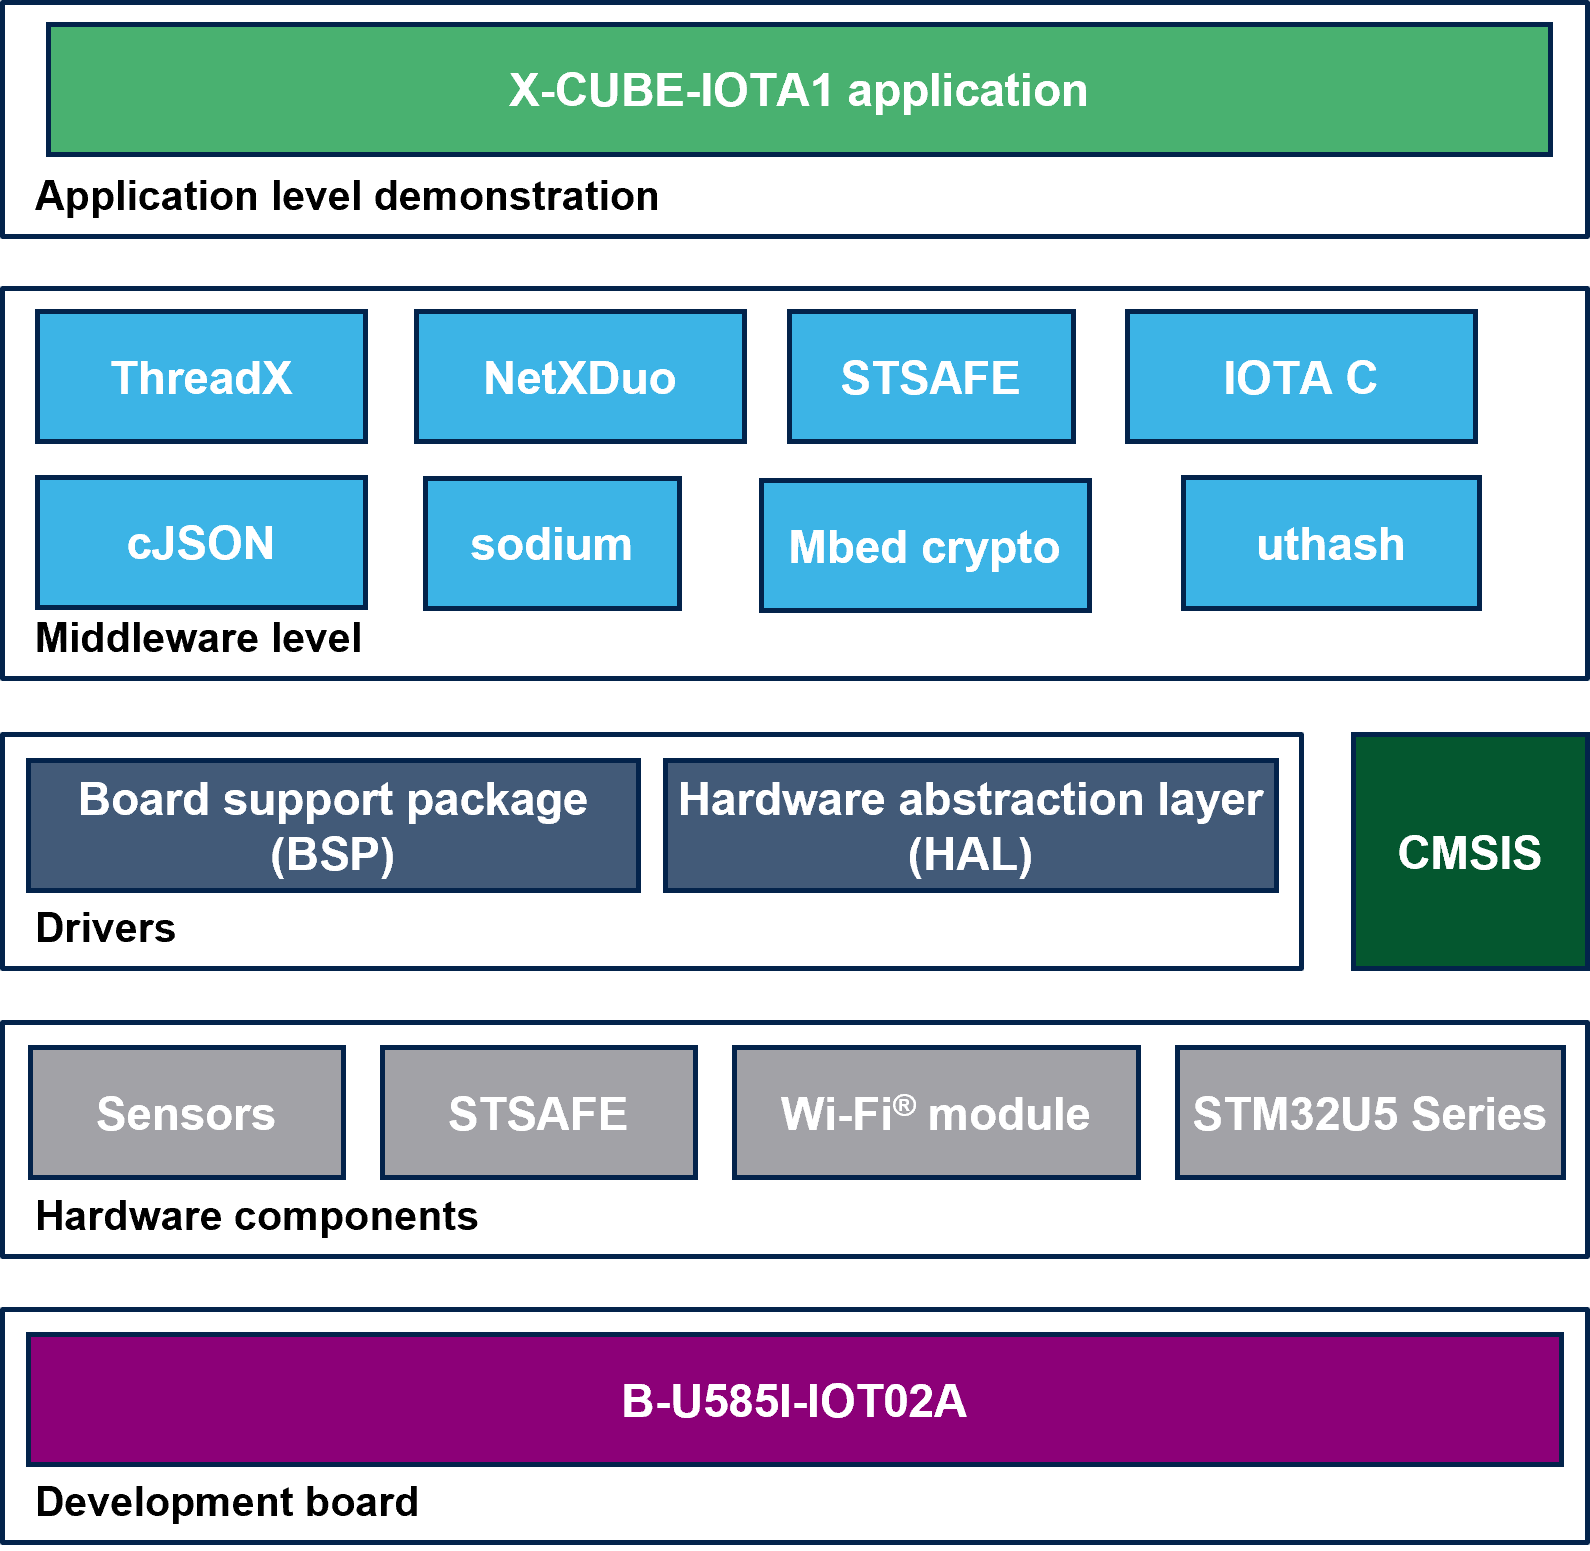 X-CUBE-IOTA1 application
Application level demonstration
ThreadX
NetXDuo
STSAFE
IOTA C
cJSON
sodium
Mbed crypto
uthash
Middleware level
Board support package
(BSP)
Hardware abstraction layer
(HAL)
Drivers
CMSIS
Sensors
STSAFE
Wi-Fi® module
STM32U5 Series
Hardware components
B-U585I-IOT02A
Development board